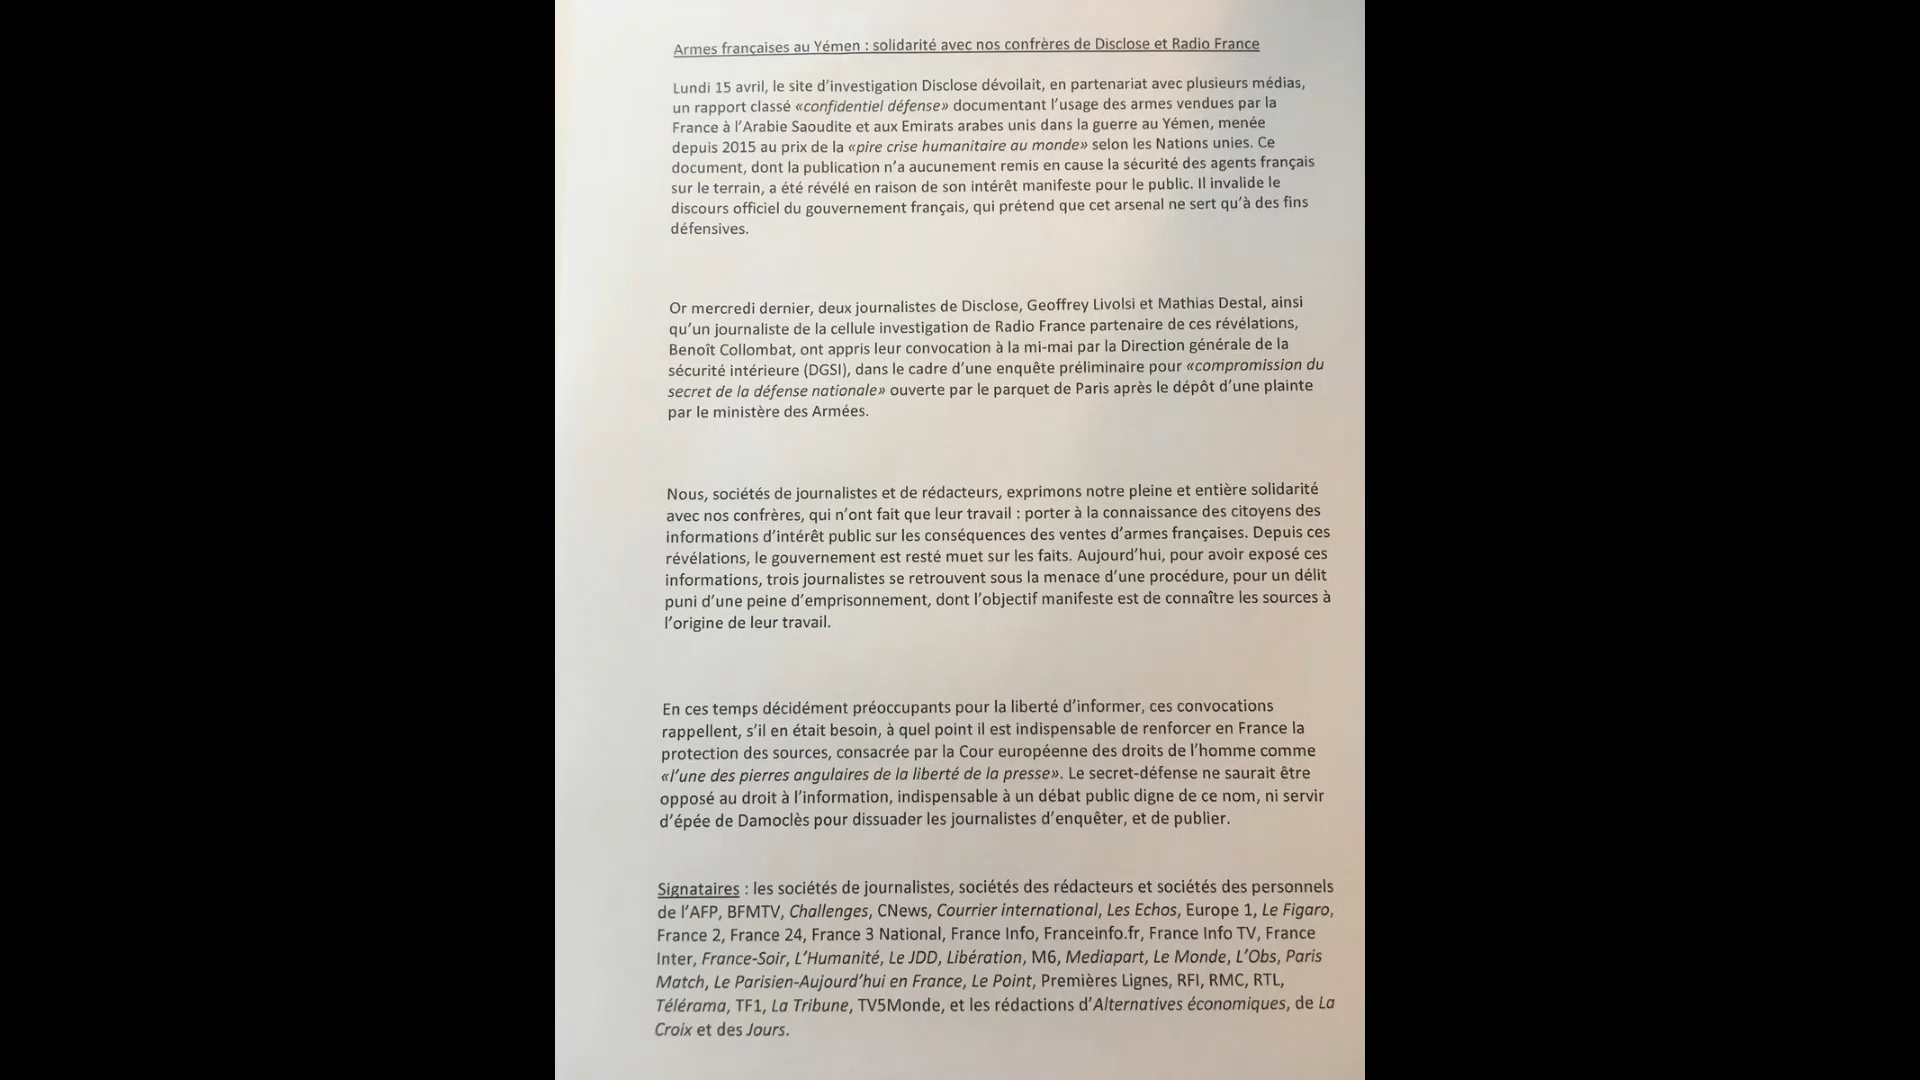 Armes françaises au Yémen : solidarité avec nos confrères de Disclose et Radio France
Lundi 15 avril, le site d’investigation Disclose dévoilait, en partenariat avec plusieurs médias,
un rapport classé «confidentiel défense» documentant l’usage des armes vendues par la
France à l’Arabie Saoudite et aux Emirats arabes unis dans la guerre au Yémen, menée
depuis 2015 au prix de la «pire crise humanitaire au monde» selon les Nations unies. Ce
document, dont la publication n’a aucunement remis en cause la sécurité des agents français
sur le terrain, a été révélé en raison de son intérêt manifeste pour le public. Il invalide le
discours officiel du gouvernement français, qui prétend que cet arsenal ne sert qu’à des fins
défensives.
Or mercredi dernier, deux journalistes de Disclose, Geoffrey Livolsi et Mathias Destal, ainsi
qu’un journaliste de la cellule investigation de Radio France partenaire de ces révélations,
Benoît Collombat, ont appris leur convocation à la mi-mai par la Direction générale de la
sécurité intérieure (DGSI), dans le cadre d’une enquête préliminaire pour «compromission du
secret de la défense nationale» ouverte par le parquet de Paris après le dépôt d’une plainte
par le ministère des Armées.
Nous, sociétés de journalistes et de rédacteurs, exprimons notre pleine et entière solidarité
avec nos confrères, qui n’ont fait que leur travail : porter à la connaissance des citoyens des
informations d’intérêt public sur les conséquences des ventes d’armes françaises. Depuis ces
révélations, le gouvernement est resté muet sur les faits. Aujourd’hui, pour avoir exposé ces
informations, trois journalistes se retrouvent sous la menace d’une procédure, pour un délit
puni d’une peine d’emprisonnement, dont l’objectif manifeste est de connaître les sources à
l’origine de leur travail.
En ces temps décidément préoccupants pour la liberté d’informer, ces convocations
rappellent, s’il en était besoin, à quel point il est indispensable de renforcer en France la
protection des sources, consacrée par la Cour européenne des droits de l’homme comme
«l’une des pierres angulaires de la liberté de la presse». Le secret-défense ne saurait être
opposé au droit à l’information, indispensable à un débat public digne de ce nom, ni servir
d’épée de Damoclès pour dissuader les journalistes d’enquêter, et de publier.
Signataires : les sociétés de journalistes, sociétés des rédacteurs et sociétés des personnels
de l’AFP, BFMTV, Challenges, CNews, Courrier international, Les Echos, Europe 1, Le Figaro,
France 2, France 24, France 3 National, France Info, Franceinfo.fr, France Info TV, France
Inter, France-Soir, L’Humanité, Le JDD, Libération, M6, Mediapart, Le Monde, L’Obs, Paris
Match, Le Parisien-Aujourd’hui en France, Le Point, Premières Lignes, RFI, RMC, RTL,
Télérama, TF1, La Tribune, TV5Monde, et les rédactions d’Alternatives économiques, de La
Croix et des Jours.